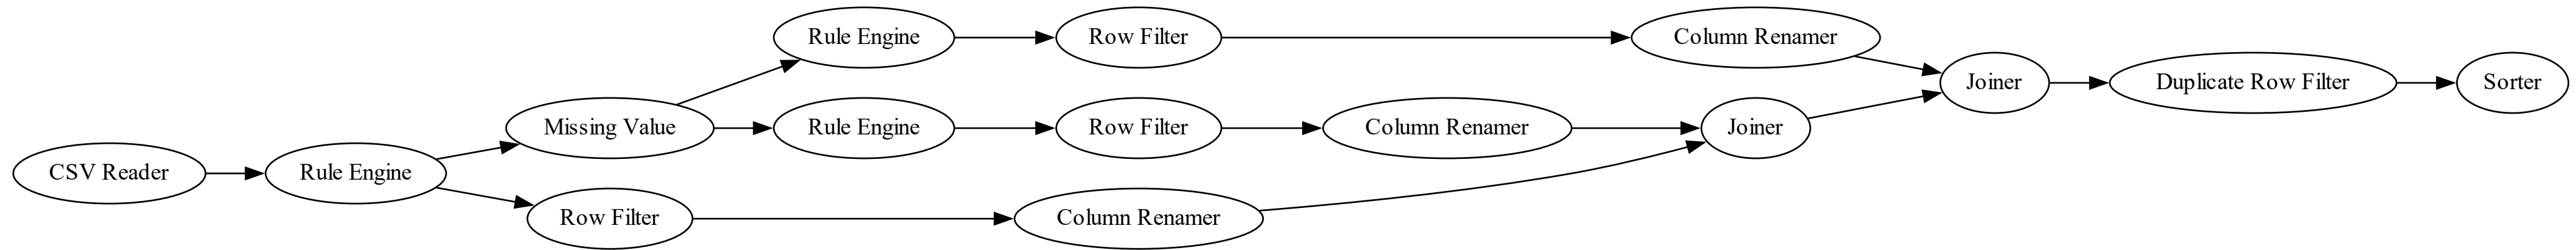 Rule Engine
Row Filter
Column Renamer
Joiner
Duplicate Row Filter
Sorter
Missing Value
Rule Engine
Row Filter
Column Renamer
Joiner
CSV Reader
Rule Engine
Row Filter
Column Renamer